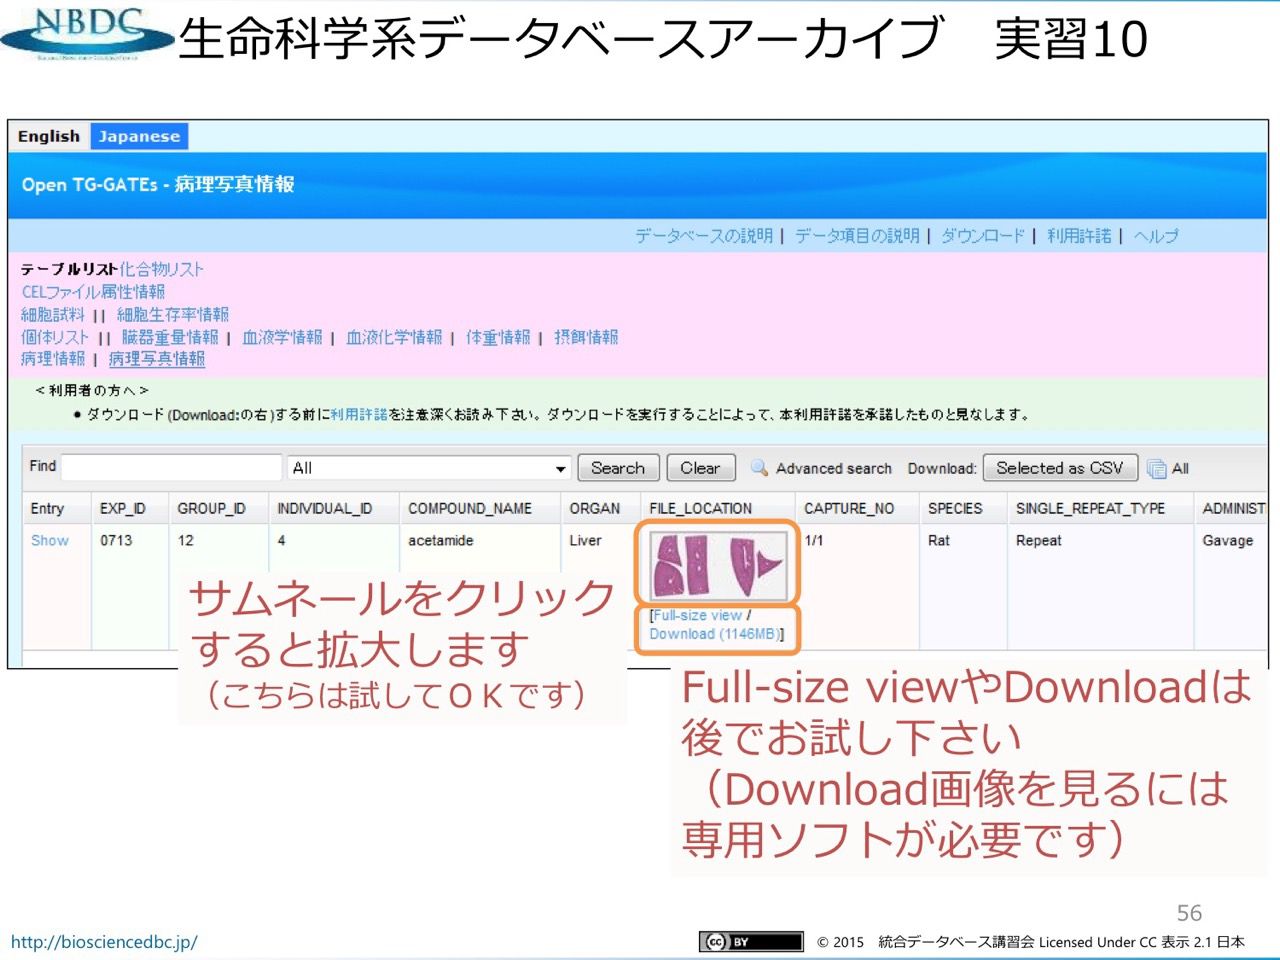 NBDC
生命科学系データベースアーカイブ 実習10
English Japanese
Open TG-GATEs - 病理写真情報
データベースの説明 | データ項目の説明 | ダウンロード | 利用許諾 | ヘルプ
テーブルリスト化合物リスト
CELファイル属性情報
細胞試料 || 細胞生存率情報
個体リスト || 臓器重量情報 | 血液学情報 | 血液化学情報 | 体重情報 | 摂餌情報
病理情報 | 病理写真情報
＜利用者の方へ＞
● ダウンロード(Download:の右)する前に利用許諾を注意深くお読み下さい。ダウンロードを実行することによって、本利用許諾を承諾したものと見なします。
Find All Search Clear Advanced search Download: Selected as CSV All
Entry EXP_ID GROUP_ID INDIVIDUAL_ID COMPOUND_NAME ORGAN FILE_LOCATION CAPTURE_NO SPECIES SINGLE_REPEAT_TYPE ADMINIST
Show 0713 12 4 acetamide Liver 1/1 Rat Repeat Gavage
[Full-size view /
Download (1146MB)]
サムネールをクリック
すると拡大します
（こちらは試してＯＫです）
Full-size viewやDownloadは
後でお試し下さい
（Download画像を見るには
専用ソフトが必要です）
56
http://biosciencedbc.jp/
cc BY © 2015 統合データベース講習会 Licensed Under CC 表示 2.1 日本